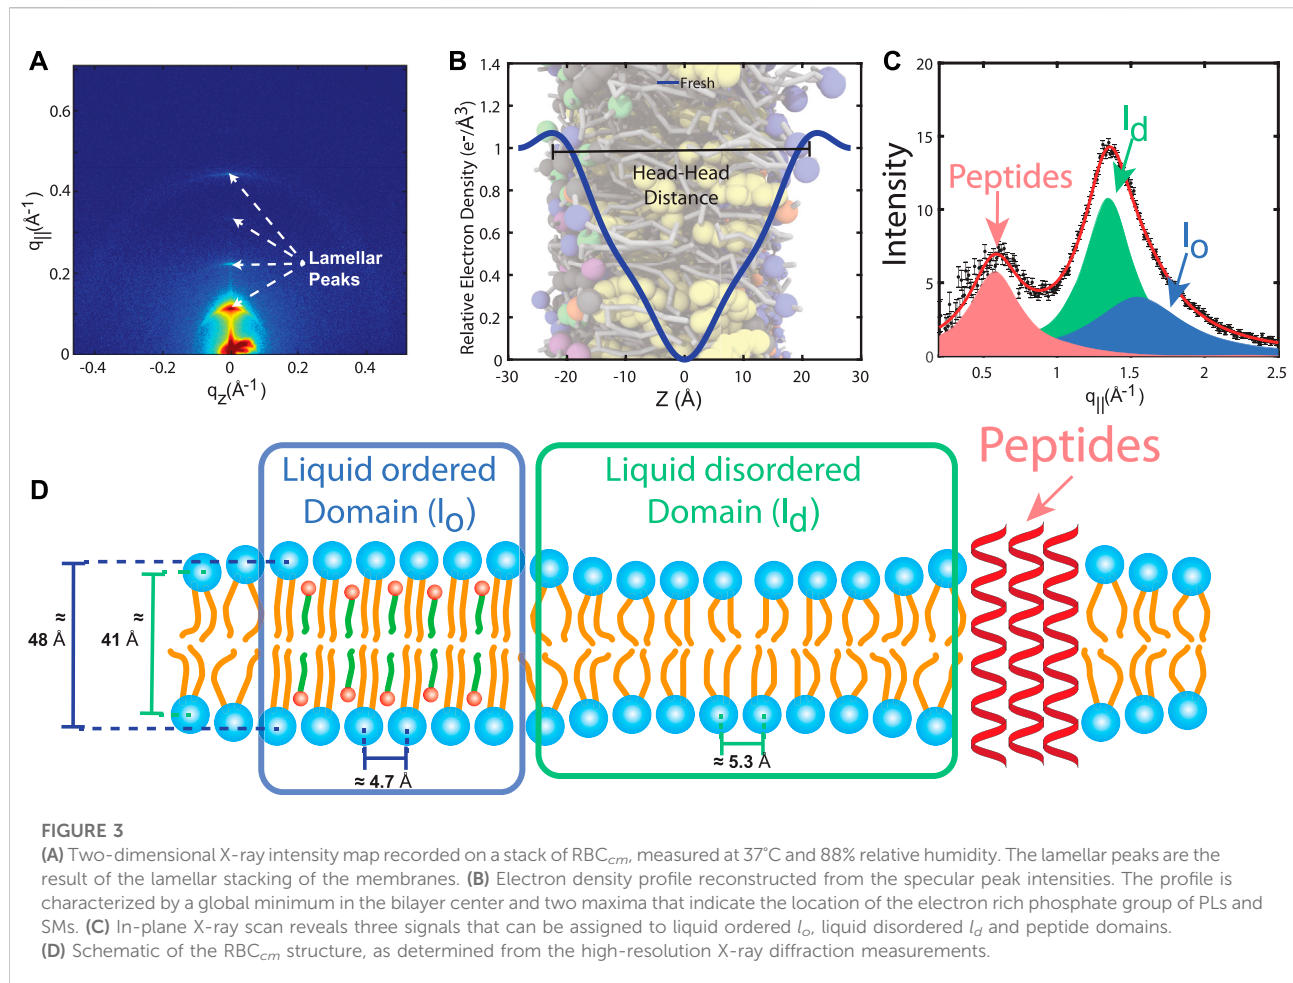 A
0.6
0.4
0.2
0
q||(Å-1)
-0.4
-0.2
0
0.2
0.4
qZ(Å-1)
Lamellar
Peaks
B
1.4
1.2
1
0.8
0.6
0.4
0.2
0
Relative Electron Density (e-/Å3)
Fresh
Head-Head
Distance
-30
-20
-10
0
10
20
30
Z (Å)
C
20
15
10
5
0
Intensity
Peptides
ld
lo
0.5
1
1.5
2
2.5
q||(Å-1)
D
Liquid ordered
Domain (lo)
Liquid disordered
Domain (ld)
Peptides
≈
48 Å
≈
41 Å
≈ 4.7 Å
≈ 5.3 Å
FIGURE 3
(A) Two-dimensional X-ray intensity map recorded on a stack of RBCcm, measured at 37°C and 88% relative humidity. The lamellar peaks are the
result of the lamellar stacking of the membranes. (B) Electron density profile reconstructed from the specular peak intensities. The profile is
characterized by a global minimum in the bilayer center and two maxima that indicate the location of the electron rich phosphate group of PLs and
SMs. (C) In-plane X-ray scan reveals three signals that can be assigned to liquid ordered lo, liquid disordered ld and peptide domains.
(D) Schematic of the RBCcm structure, as determined from the high-resolution X-ray diffraction measurements.